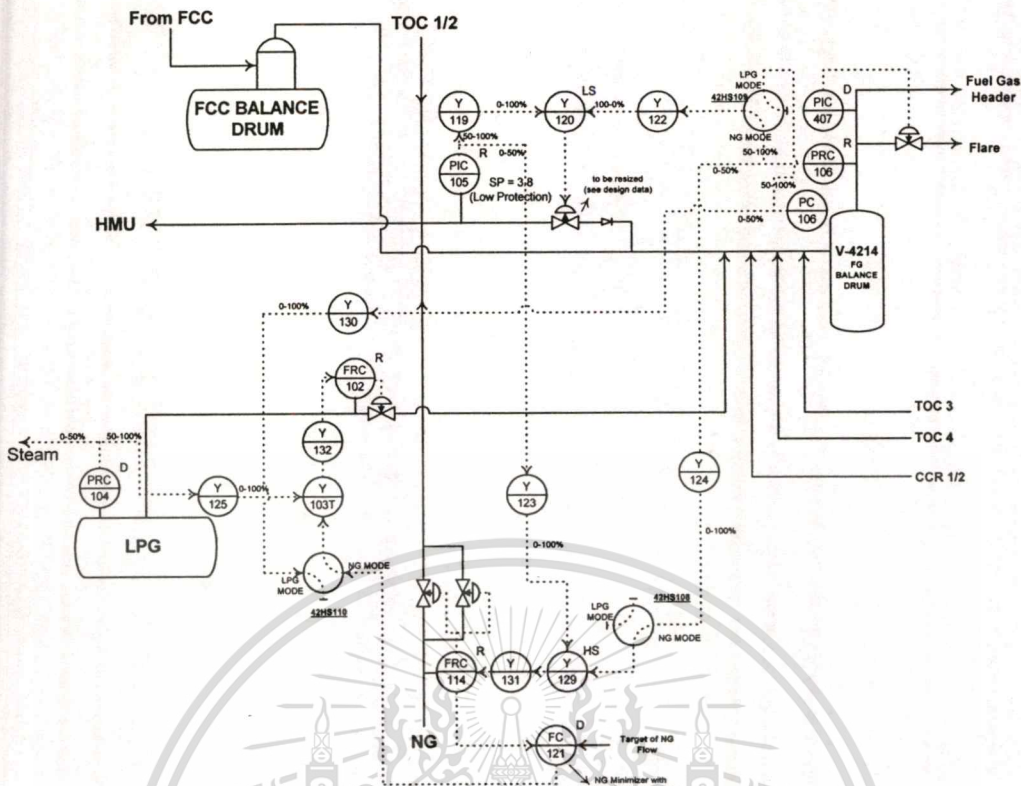 From FCC
TOC 1/2
FCC BALANCE
DRUM
Y
119
0-100%
LS
Y
120
100-0%
Y
122
LPG
MODE
42HS109
NG MODE
50-100%
PIC
407
D
Fuel Gas
Header
Flare
50-100%
0-50%
R
PIC
105
SP = 3.8
(Low Protection)
to be resized
(see design data)
0-50%
R
PRC
106
50-100%
0-50%
PC
106
HMU
V-4214
FG
BALANCE
DRUM
0-100%
Y
130
FRC
102
R
Y
132
TOC 3
TOC 4
CCR 1/2
Steam
0-50%
50-100%
PRC
104
D
Y
125
0-100%
Y
103T
LPG
LPG
MODE
NG MODE
42HS110
Y
123
0-100%
Y
124
0-100%
LPG
MODE
42HS108
NG MODE
R
FRC
114
Y
131
HS
Y
129
NG
D
FC
121
Target of NG
Flow
NG Minimizer with